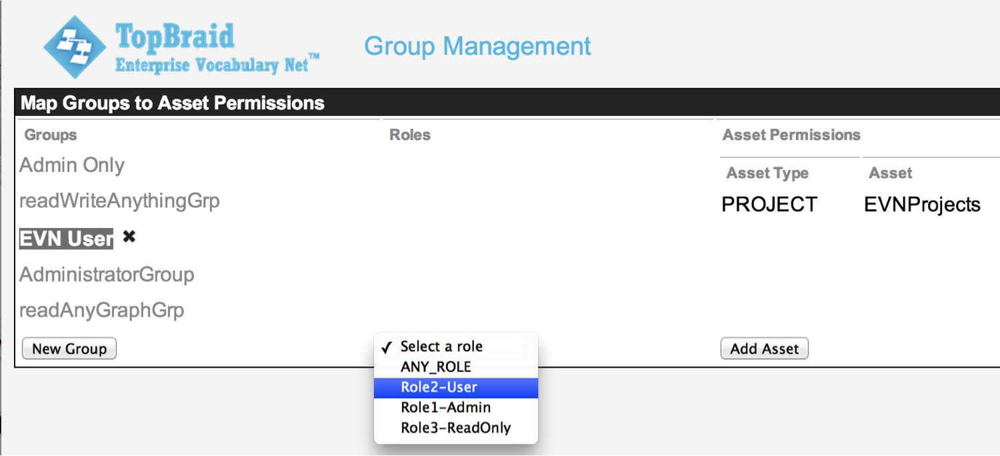 TopBraid
Enterprise Vocabulary Net™
Group Management
Map Groups to Asset Permissions
Groups Roles Asset Permissions
Admin Only
Asset Type Asset
readWriteAnythingGrp
PROJECT EVNProjects
EVN User ✖
AdministratorGroup
readAnyGraphGrp
New Group
✓ Select a role
Add Asset
ANY_ROLE
Role2-User
Role1-Admin
Role3-ReadOnly